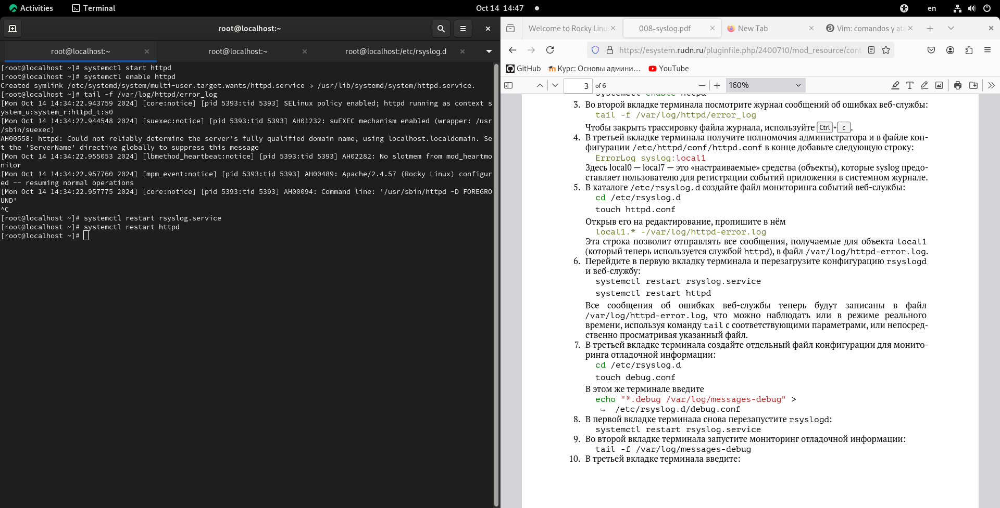 Activities
Terminal
Oct 14 14:47
en
root@localhost:~
root@localhost:~
root@localhost:~
root@localhost:/etc/rsyslog.d
[root@localhost ~]# systemctl start httpd
[root@localhost ~]# systemctl enable httpd
Created symlink /etc/systemd/system/multi-user.target.wants/httpd.service → /usr/lib/systemd/system/httpd.service.
[root@localhost ~]# tail -f /var/log/httpd/error_log
[Mon Oct 14 14:34:22.943759 2024] [core:notice] [pid 5393:tid 5393] SELinux policy enabled; httpd running as context s
ystem_u:system_r:httpd_t:s0
[Mon Oct 14 14:34:22.944548 2024] [suexec:notice] [pid 5393:tid 5393] AH01232: suEXEC mechanism enabled (wrapper: /usr
/sbin/suexec)
AH00558: httpd: Could not reliably determine the server's fully qualified domain name, using localhost.localdomain. Se
t the 'ServerName' directive globally to suppress this message
[Mon Oct 14 14:34:22.955053 2024] [lbmethod_heartbeat:notice] [pid 5393:tid 5393] AH02282: No slotmem from mod_heartmo
nitor
[Mon Oct 14 14:34:22.957760 2024] [mpm_event:notice] [pid 5393:tid 5393] AH00489: Apache/2.4.57 (Rocky Linux) configur
ed -- resuming normal operations
[Mon Oct 14 14:34:22.957775 2024] [core:notice] [pid 5393:tid 5393] AH00094: Command line: '/usr/sbin/httpd -D FOREGRO
UND'
^C
[root@localhost ~]# systemctl restart rsyslog.service
[root@localhost ~]# systemctl restart httpd
[root@localhost ~]#
Welcome to Rocky Linu
008-syslog.pdf
New Tab
Vim: comandos y ata
https://esystem.rudn.ru/pluginfile.php/2400710/mod_resource/cont
GitHub
Курс: Основы админи…
YouTube
3 of 6
160%
systemctl enable httpd
3. Во второй вкладке терминала посмотрите журнал сообщений об ошибках веб-службы:
tail -f /var/log/httpd/error_log
Чтобы закрыть трассировку файла журнала, используйте Ctrl + c .
4. В третьей вкладке терминала получите полномочия администратора и в файле кон-
фигурации /etc/httpd/conf/httpd.conf в конце добавьте следующую строку:
ErrorLog syslog:local1
Здесь local0 — local7 — это «настраиваемые» средства (объекты), которые syslog предо-
ставляет пользователю для регистрации событий приложения в системном журнале.
5. В каталоге /etc/rsyslog.d создайте файл мониторинга событий веб-службы:
cd /etc/rsyslog.d
touch httpd.conf
Открыв его на редактирование, пропишите в нём
local1.* -/var/log/httpd-error.log
Эта строка позволит отправлять все сообщения, получаемые для объекта local1
(который теперь используется службой httpd), в файл /var/log/httpd-error.log.
6. Перейдите в первую вкладку терминала и перезагрузите конфигурацию rsyslogd
и веб-службу:
systemctl restart rsyslog.service
systemctl restart httpd
Все сообщения об ошибках веб-службы теперь будут записаны в файл
/var/log/httpd-error.log, что можно наблюдать или в режиме реального
времени, используя команду tail с соответствующими параметрами, или непосред-
ственно просматривая указанный файл.
7. В третьей вкладке терминала создайте отдельный файл конфигурации для монито-
ринга отладочной информации:
cd /etc/rsyslog.d
touch debug.conf
В этом же терминале введите
echo "*.debug /var/log/messages-debug" >
↪ /etc/rsyslog.d/debug.conf
8. В первой вкладке терминала снова перезапустите rsyslogd:
systemctl restart rsyslog.service
9. Во второй вкладке терминала запустите мониторинг отладочной информации:
tail -f /var/log/messages-debug
10. В третьей вкладке терминала введите: